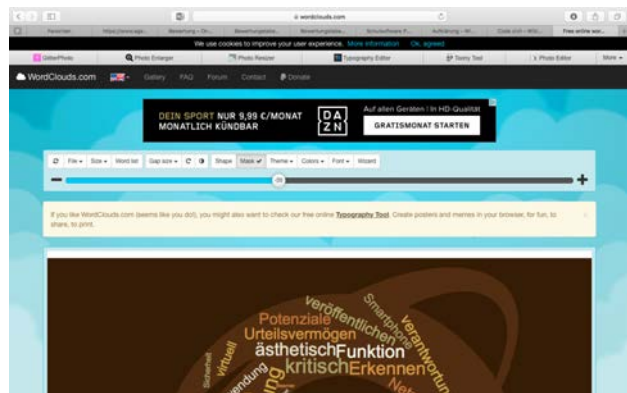 wordclouds.com
We use cookies to improve your user experience. More information Ok, agreed
GlitterPhoto Photo Enlarger Photo Resizer Typography Editor Photo Editor More
WordClouds.com Gallery FAQ Forum Contact Donate
DEIN SPORT NUR 9,99 €/MONAT
MONATLICH KÜNDBAR
DA
ZN
Auf allen Geräten | In HD-Qualität
GRATISMONAT STARTEN
File Size Word list Gap size Shape Mask Theme Colors Font Wizard
If you like WordClouds.com (seems like you do!), you might also want to check our free online Typography Tool. Create posters and memes in your browser, for fun, to
share, to print.
Smartphone
veröffentlichen
Potenziale
Urteilsvermögen
ästhetisch Funktion
kritisch Erkennen
virtuell
Sicherheit